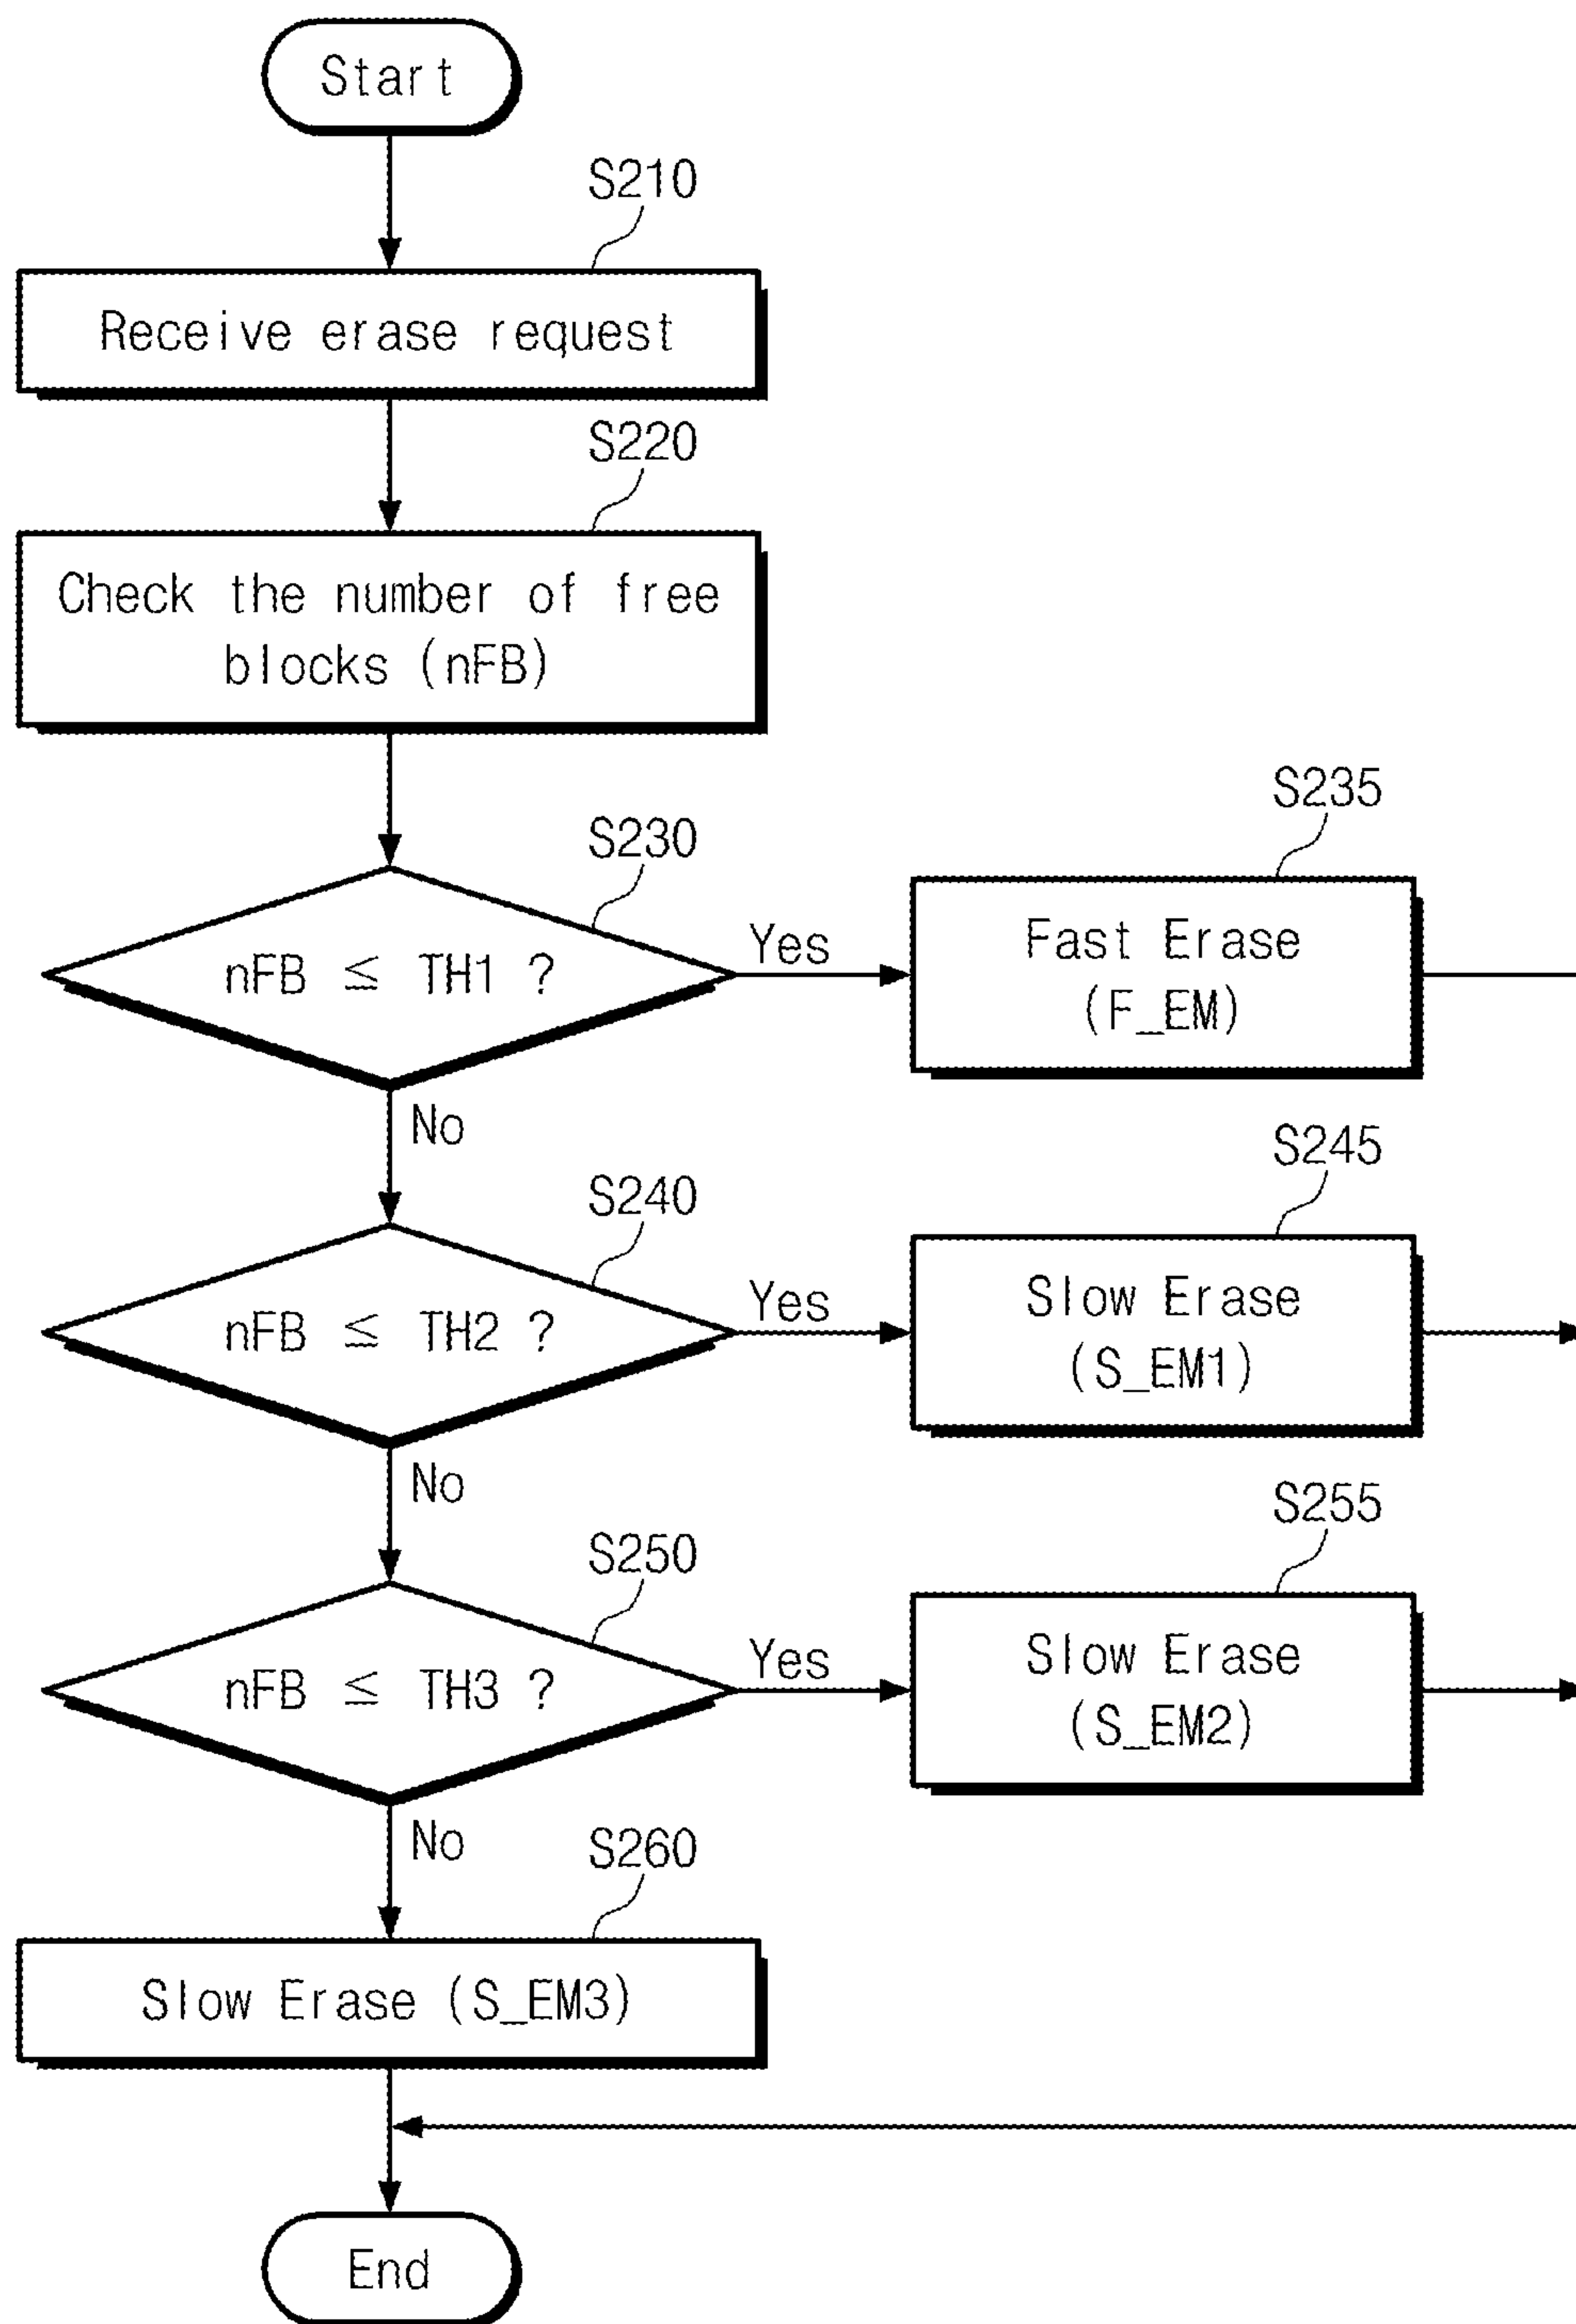 Start
S210
Receive erase request
S220
Check the number of free
blocks (nFB)
S230
nFB ≦ TH1 ?
Yes
S235
Fast Erase
(F_EM)
No
S240
nFB ≦ TH2 ?
Yes
S245
Slow Erase
(S_EM1)
No
S250
nFB ≦ TH3 ?
Yes
S255
Slow Erase
(S_EM2)
No
S260
Slow Erase (S_EM3)
End